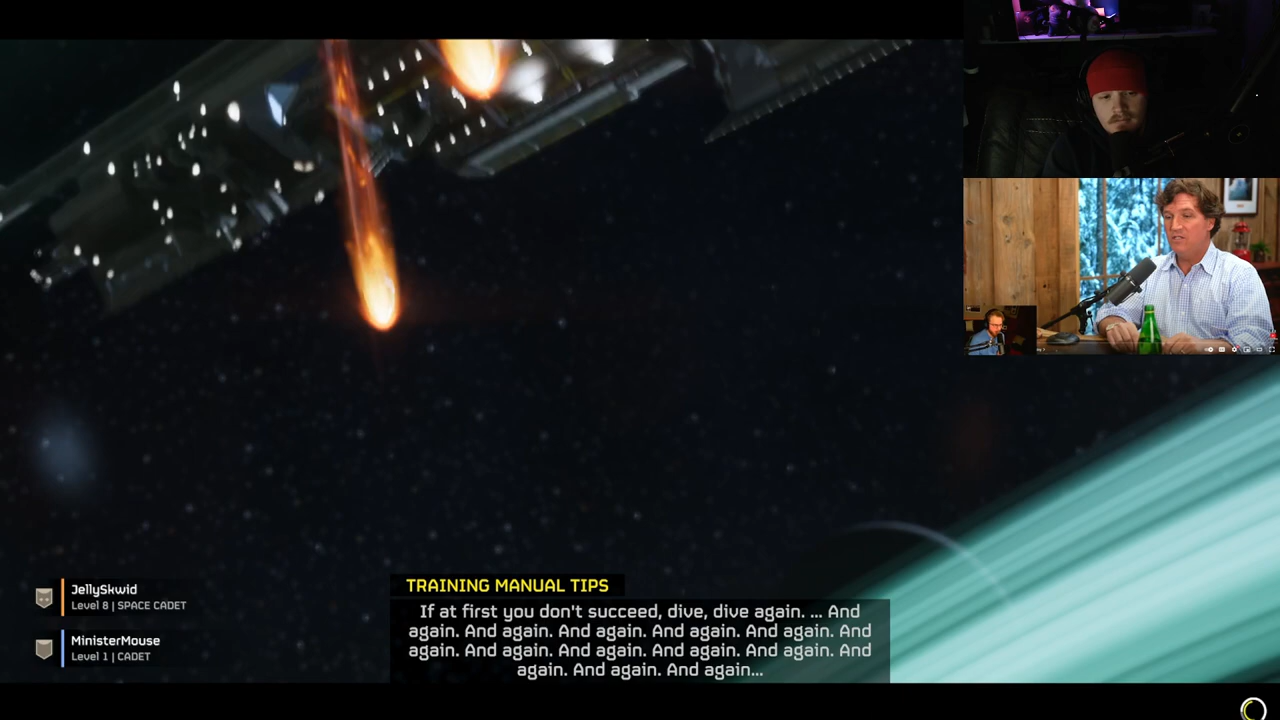 JellySkwid
Level 8 | SPACE CADET
MinisterMouse
Level 1 | CADET
TRAINING MANUAL TIPS
If at first you don't succeed, dive, dive again. ... And
again. And again. And again. And again. And again. And
again. And again. And again. And again. And again. And
again. And again. And again...